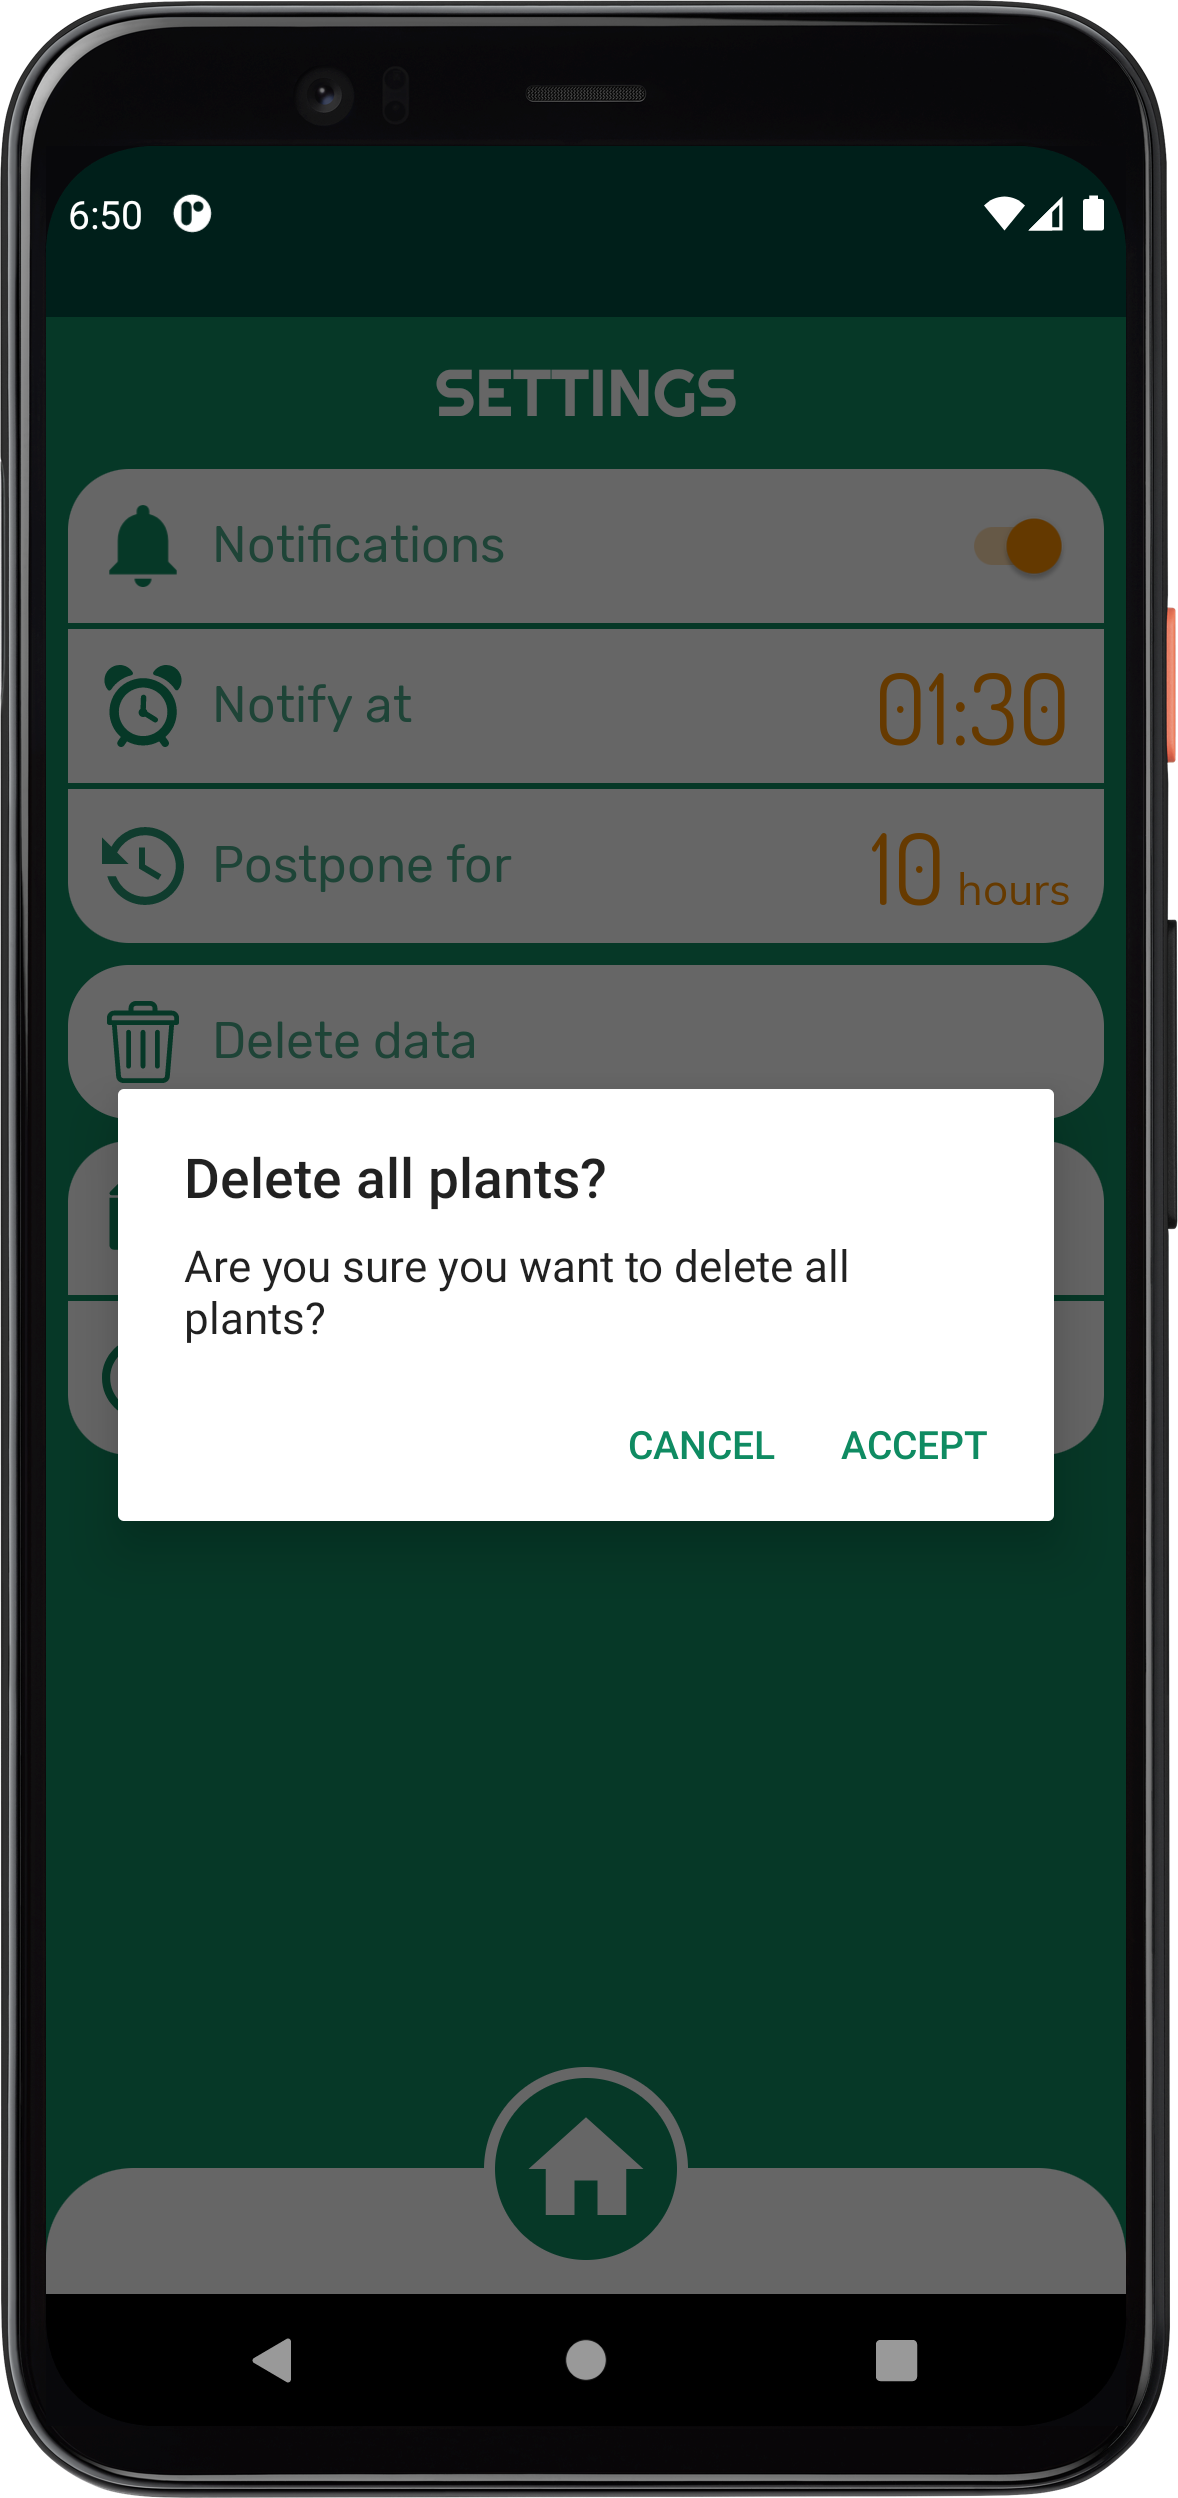 6:50
SETTINGS
Notifications
Notify at
01:30
Postpone for
10 hours
Delete data
Delete all plants?
Are you sure you want to delete all
plants?
CANCEL
ACCEPT